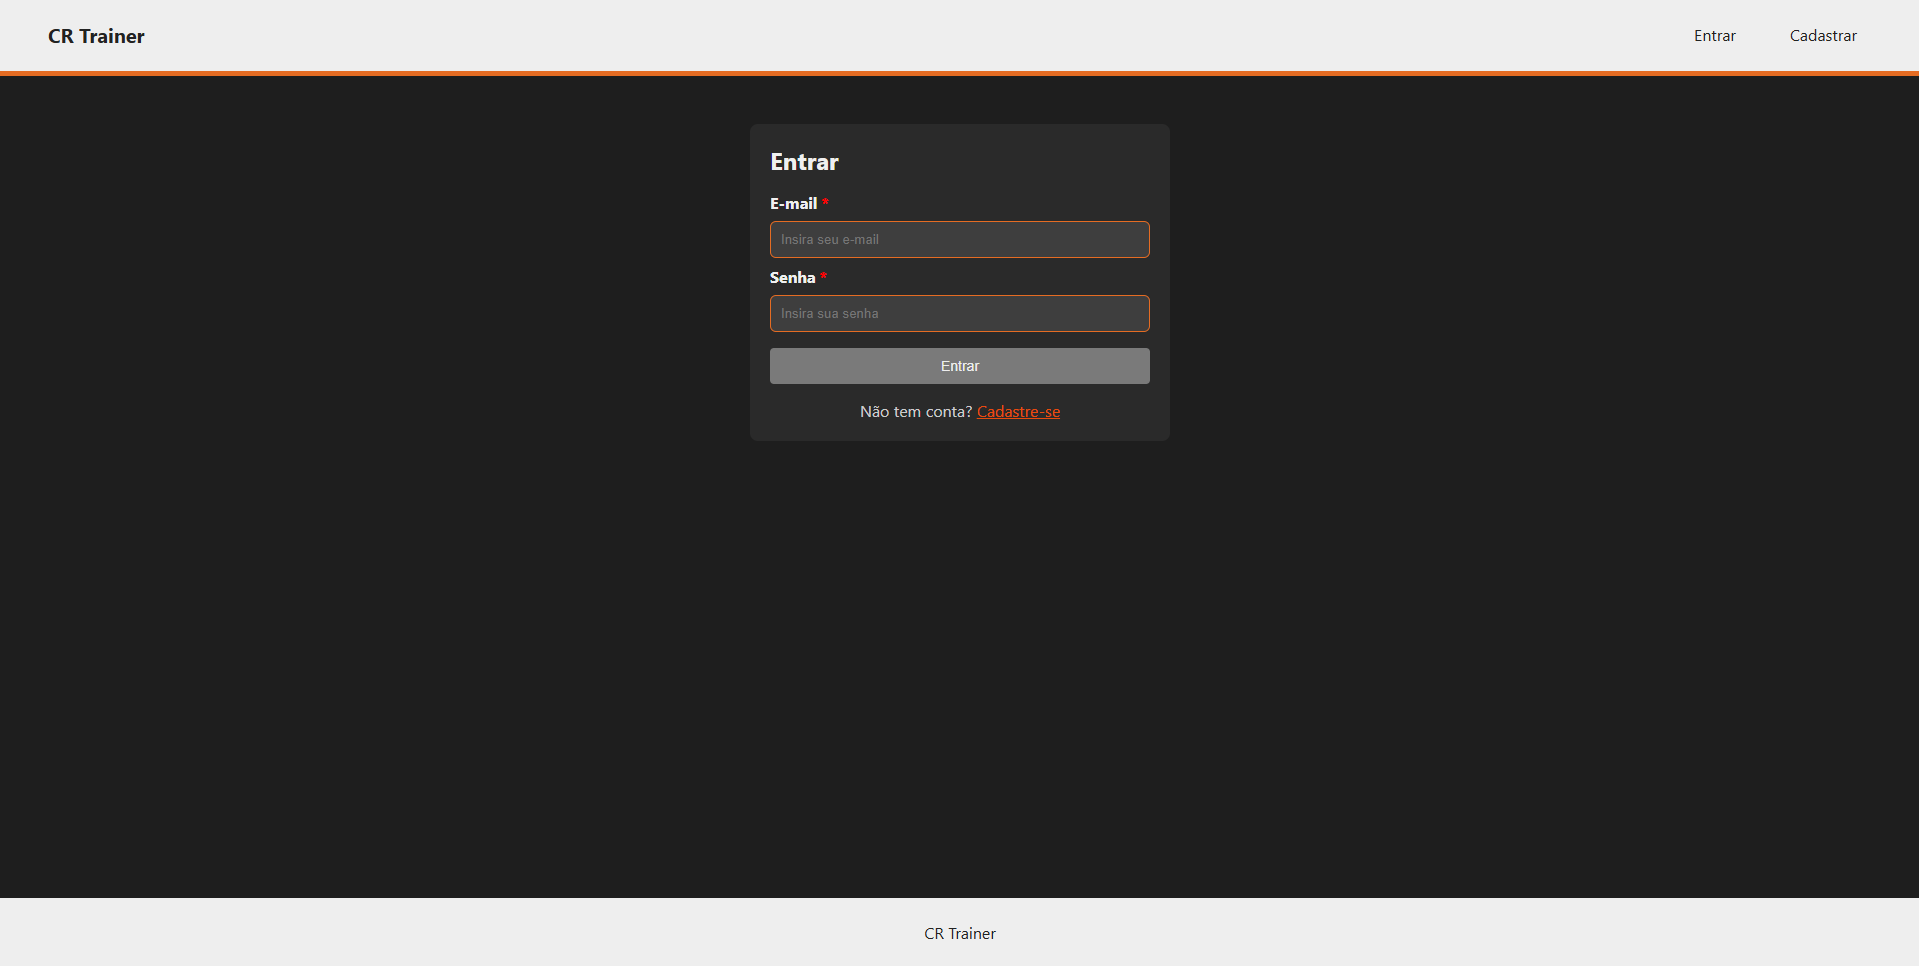 CR Trainer
Entrar Cadastrar
Entrar
E-mail *
Insira seu e-mail
Senha *
Insira sua senha
Entrar
Não tem conta? Cadastre-se
CR Trainer